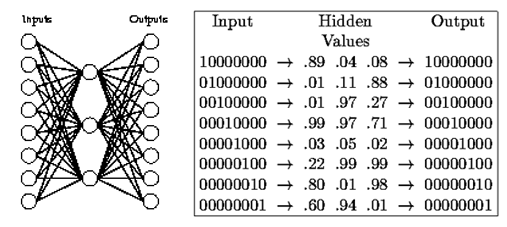 Inputs Outputs
Input Hidden Output
Values
10000000 → .89 .04 .08 → 10000000
01000000 → .01 .11 .88 → 01000000
00100000 → .01 .97 .27 → 00100000
00010000 → .99 .97 .71 → 00010000
00001000 → .03 .05 .02 → 00001000
00000100 → .22 .99 .99 → 00000100
00000010 → .80 .01 .98 → 00000010
00000001 → .60 .94 .01 → 00000001